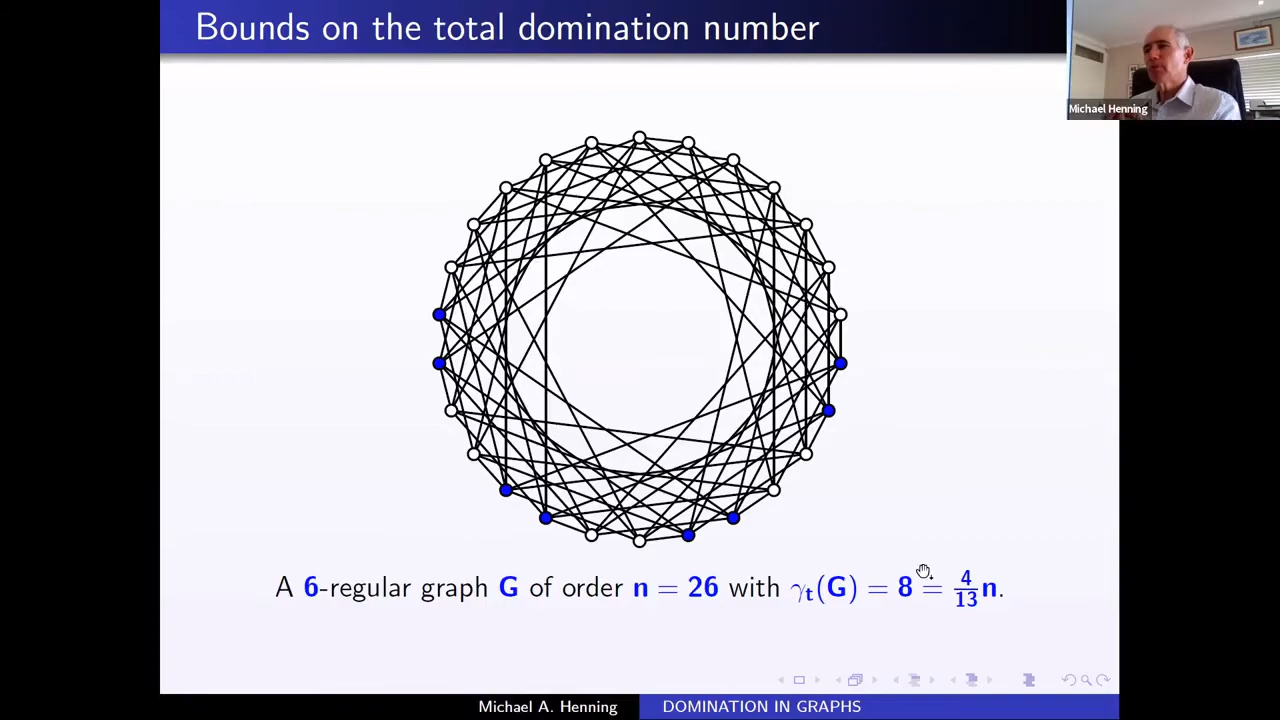 Bounds on the total domination number
Michael Henning
A 6-regular graph G of order n = 26 with γt(G) = 8 = 4/13 n.
Michael A. Henning
DOMINATION IN GRAPHS